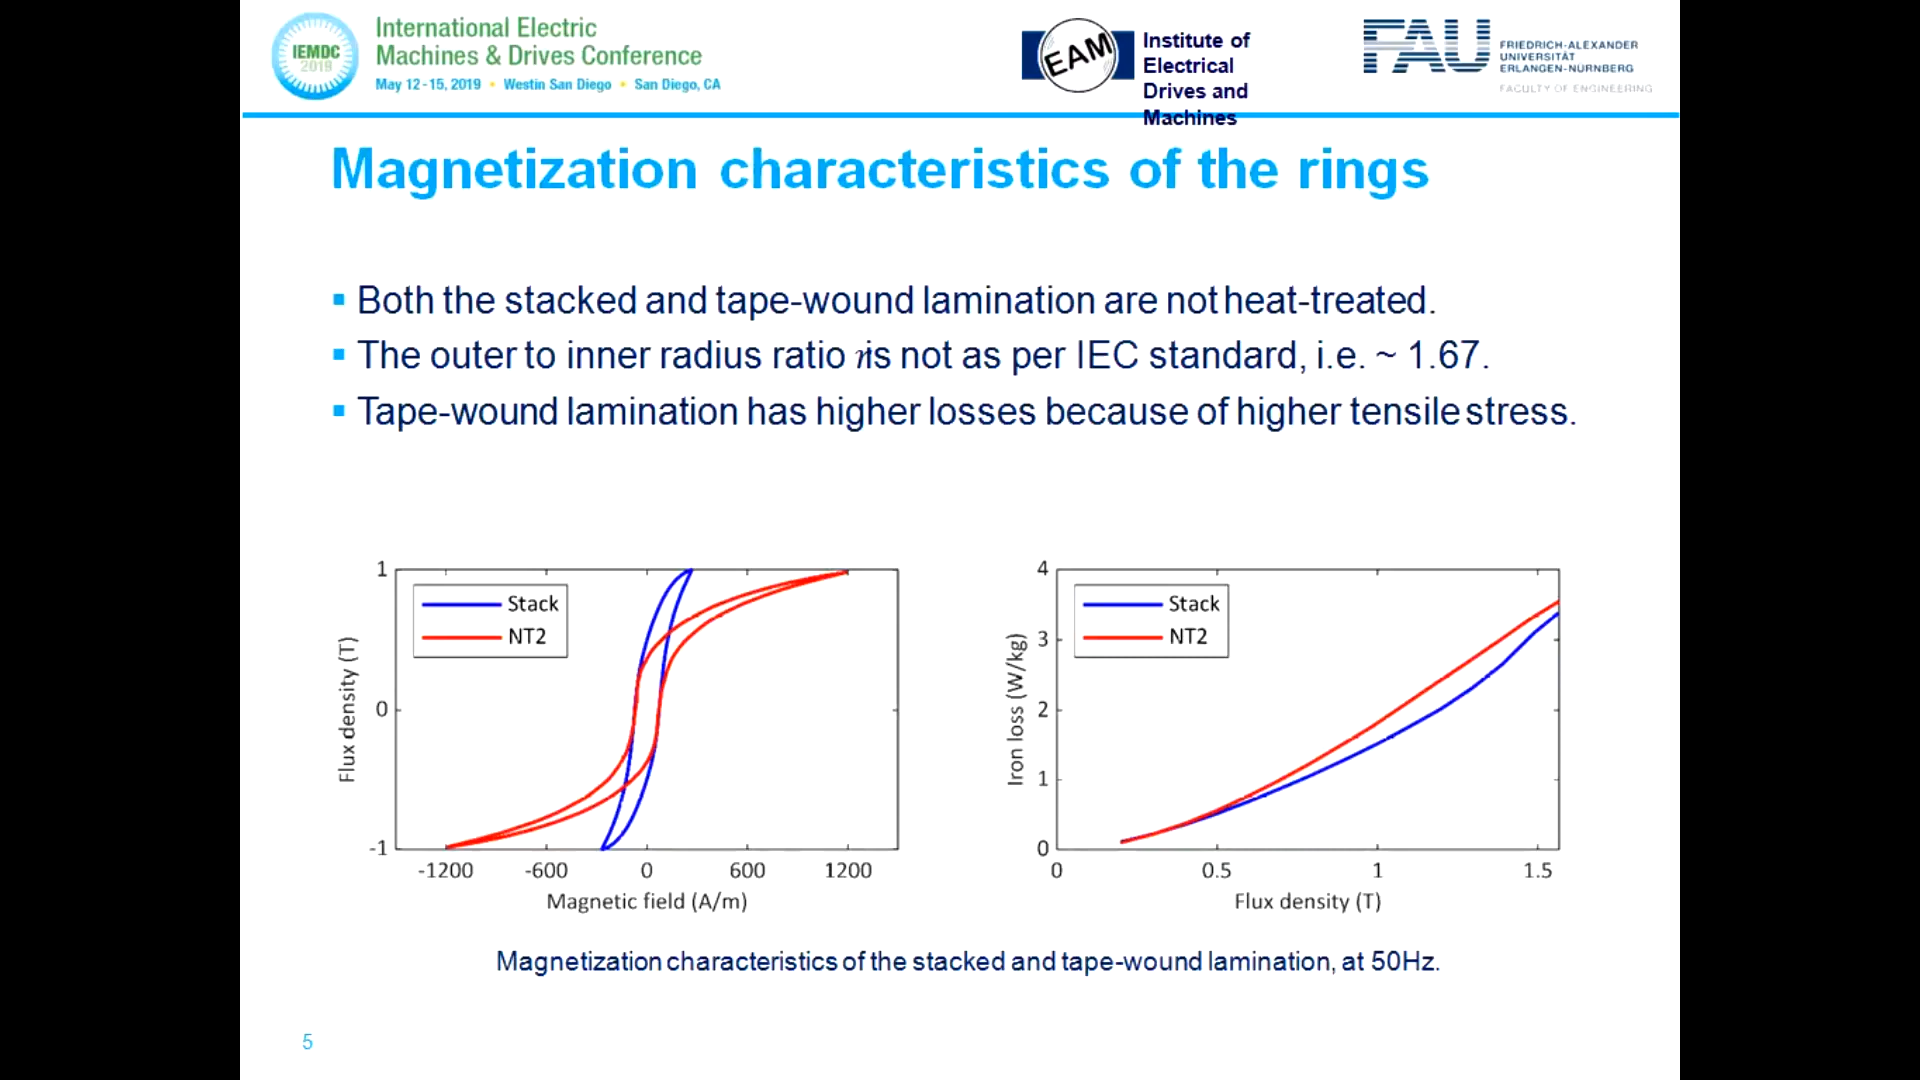 IEMDC
2019
International Electric
Machines & Drives Conference
May 12-15, 2019 • Westin San Diego • San Diego, CA
EAM
Institute of
Electrical
Drives and
Machines
FAU
FRIEDRICH-ALEXANDER
UNIVERSITÄT
ERLANGEN-NÜRNBERG
FACULTY OF ENGINEERING
Magnetization characteristics of the rings
▪ Both the stacked and tape-wound lamination are not heat-treated.
▪ The outer to inner radius ratio r is not as per IEC standard, i.e. ~ 1.67.
▪ Tape-wound lamination has higher losses because of higher tensile stress.
Stack
NT2
Flux density (T)
1
0
-1
-1200 -600 0 600 1200
Magnetic field (A/m)
Stack
NT2
Iron loss (W/kg)
4
3
2
1
0
0 0.5 1 1.5
Flux density (T)
Magnetization characteristics of the stacked and tape-wound lamination, at 50Hz.
5